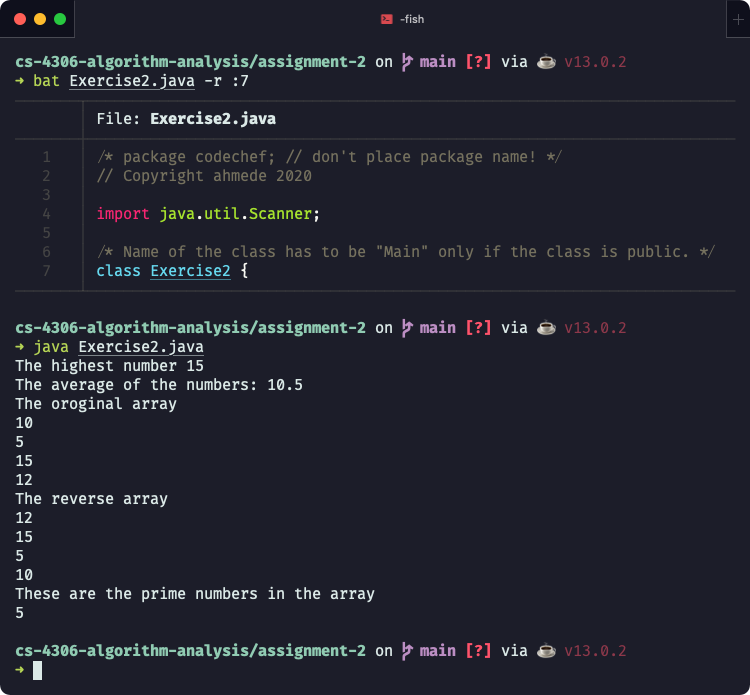 -fish
cs-4306-algorithm-analysis/assignment-2 on main [?] via ☕ v13.0.2
➜ bat Exercise2.java -r :7
File: Exercise2.java
1 /* package codechef; // don't place package name! */
2 // Copyright ahmede 2020
3
4 import java.util.Scanner;
5
6 /* Name of the class has to be "Main" only if the class is public. */
7 class Exercise2 {
cs-4306-algorithm-analysis/assignment-2 on main [?] via ☕ v13.0.2
➜ java Exercise2.java
The highest number 15
The average of the numbers: 10.5
The oroginal array
10
5
15
12
The reverse array
12
15
5
10
These are the prime numbers in the array
5
cs-4306-algorithm-analysis/assignment-2 on main [?] via ☕ v13.0.2
➜